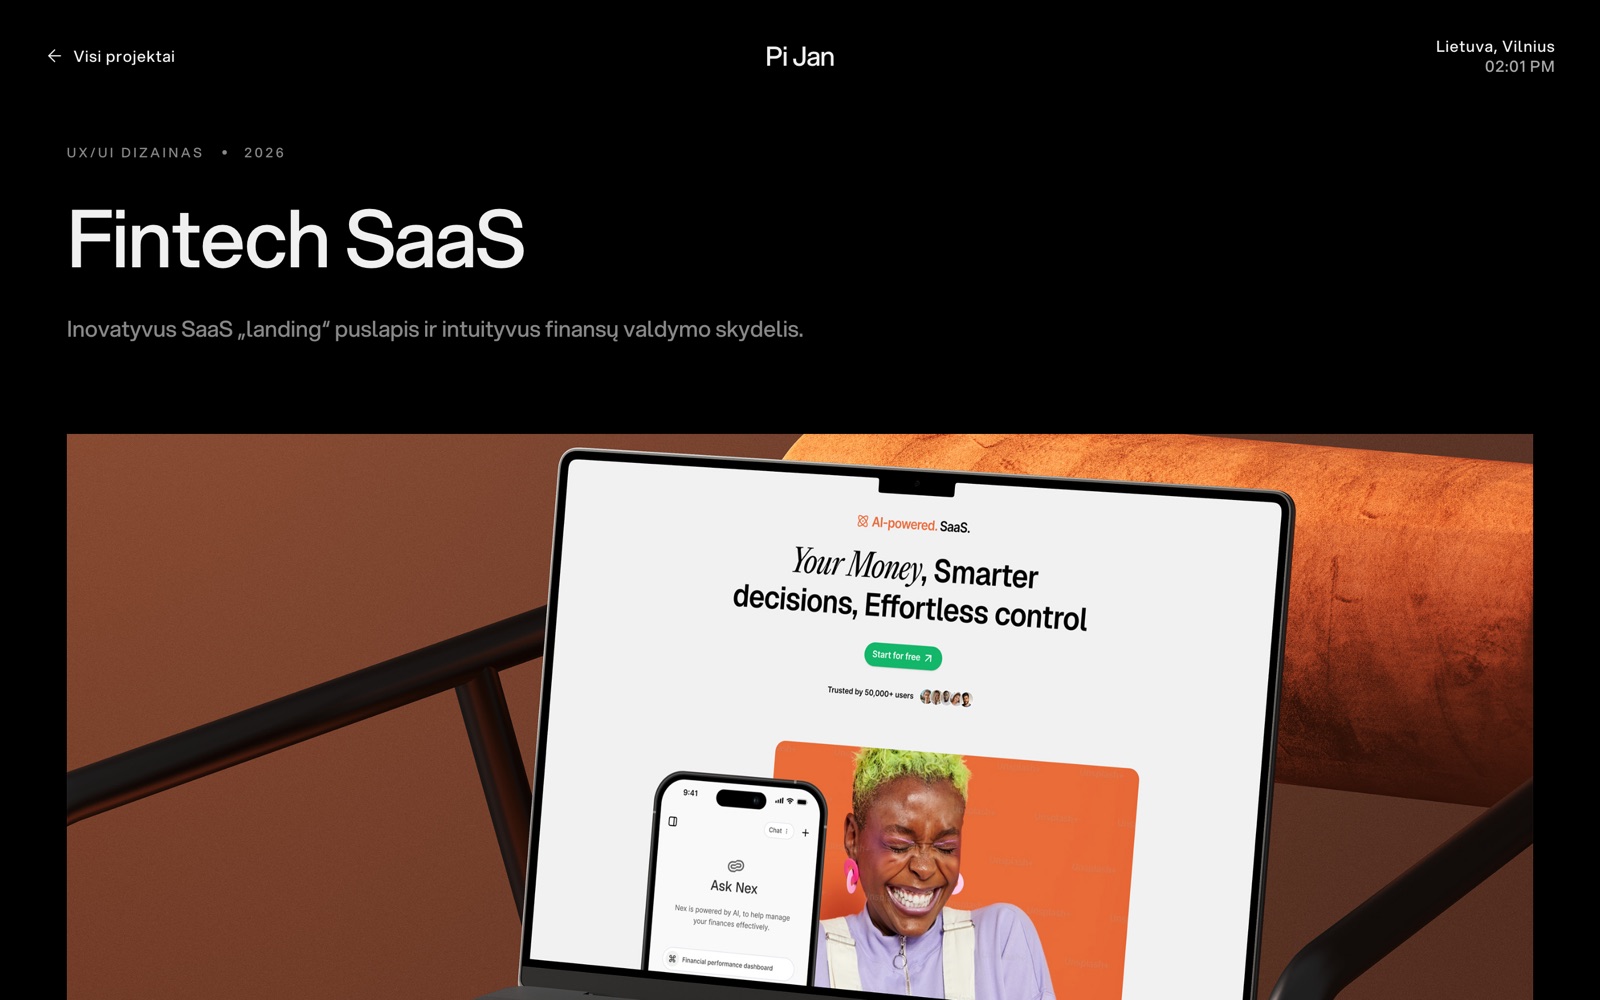 Visi projektai
Pi Jan
Lietuva, Vilnius
02:01 PM
UX/UI DIZAINAS • 2026
Fintech SaaS
Inovatyvus SaaS „landing“ puslapis ir intuityvus finansų valdymo skydelis.
AI-powered. SaaS.
Your Money, Smarter
decisions, Effortless control
Start for free
Trusted by 50,000+ users
9:41
Chat
Ask Nex
Nex is powered by AI, to help manage
your finances effectively.
Financial performance dashboard